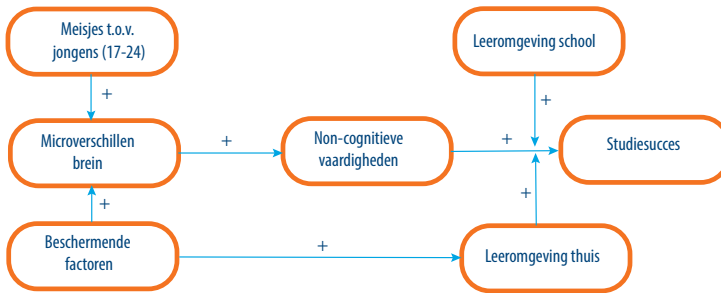 Meisjes t.o.v.
jongens (17-24)
Leeromgeving school
+
+
Microverschillen
brein
+
Non-cognitieve
vaardigheden
+
Studiesucces
+
+
Beschermende
factoren
+
Leeromgeving thuis